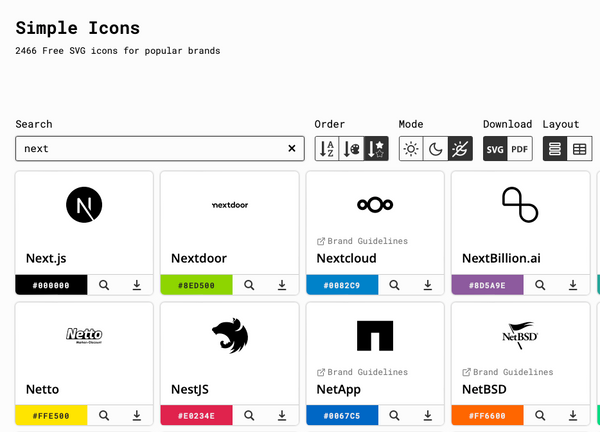 Simple Icons
2466 Free SVG icons for popular brands
Search
Order
Mode
Download
Layout
next
A
Z
SVG
PDF
N
nextdoor
Brand Guidelines
Next.js
Nextdoor
Nextcloud
NextBillion.ai
#000000
#8ED500
#0082C9
#8D5A9E
Netto
Marken-Discount
NetBSD
Brand Guidelines
Brand Guidelines
Netto
NestJS
NetApp
NetBSD
#FFE500
#E0234E
#0067C5
#FF6600